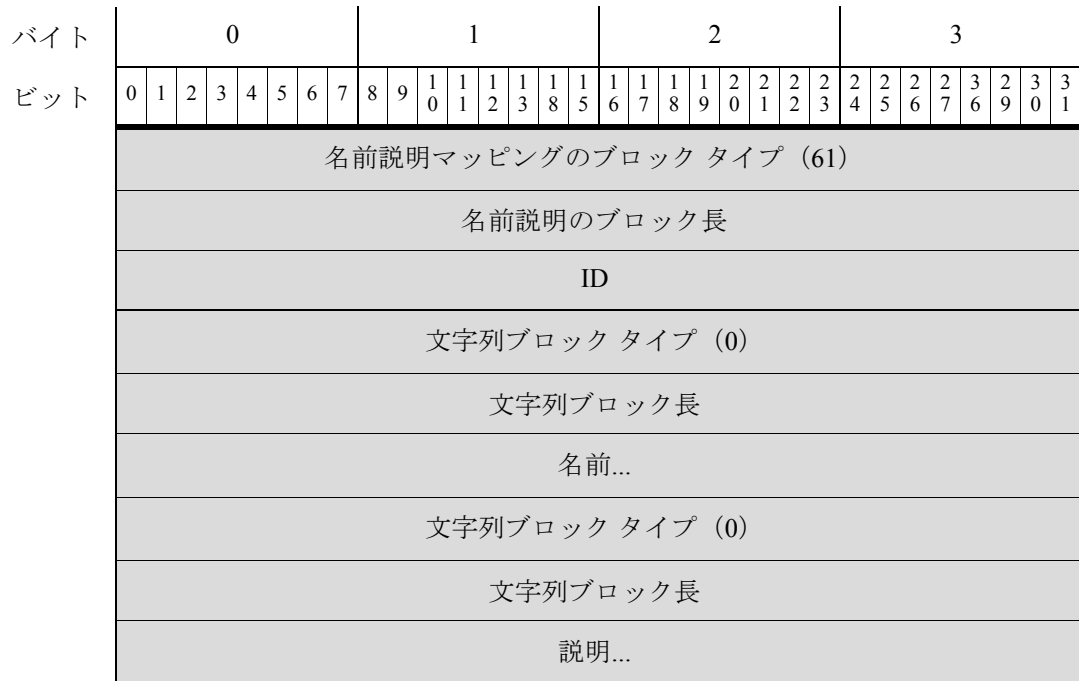 バイト 0 1 2 3
ビット 0 1 2 3 4 5 6 7 8 9 10 11 12 13 18 15 16 17 18 19 20 21 22 23 24 25 26 27 36 29 30 31
名前説明マッピングのブロック タイプ（61）
名前説明のブロック長
ID
文字列ブロック タイプ（0）
文字列ブロック長
名前...
文字列ブロック タイプ（0）
文字列ブロック長
説明...